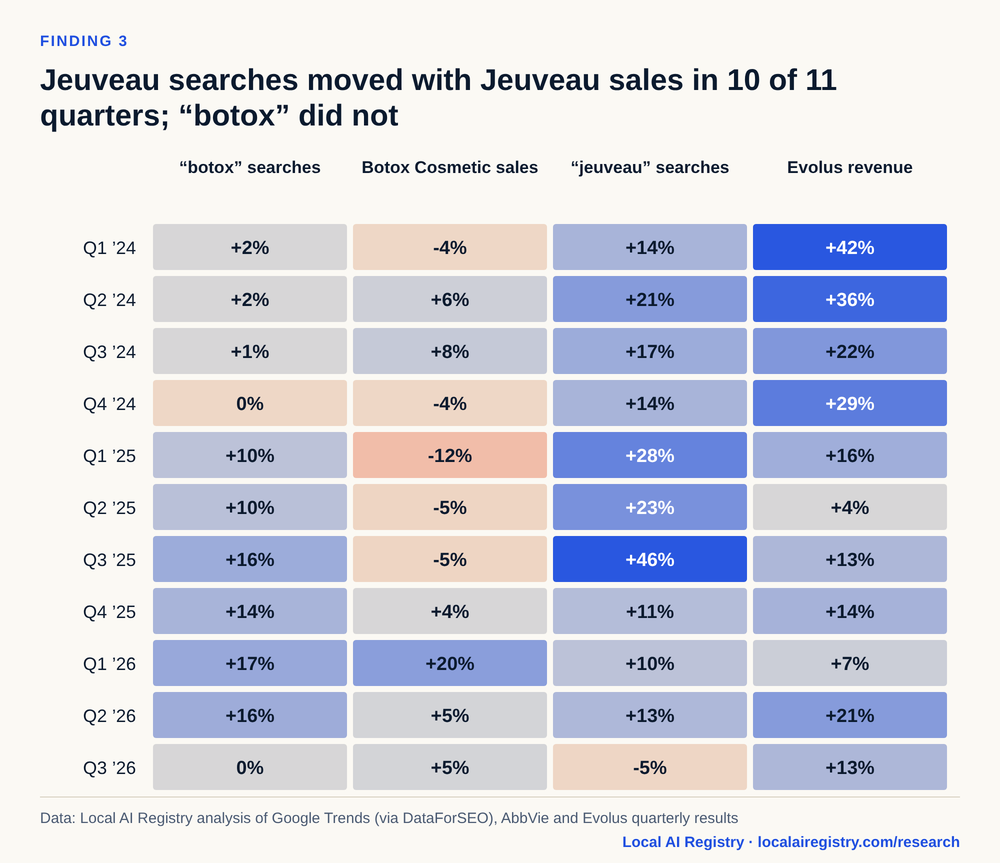 FINDING 3
Jeuveau searches moved with Jeuveau sales in 10 of 11
quarters; “botox” did not
“botox” searches Botox Cosmetic sales “jeuveau” searches Evolus revenue
Q1 ’24 +2% -4% +14% +42%
Q2 ’24 +2% +6% +21% +36%
Q3 ’24 +1% +8% +17% +22%
Q4 ’24 0% -4% +14% +29%
Q1 ’25 +10% -12% +28% +16%
Q2 ’25 +10% -5% +23% +4%
Q3 ’25 +16% -5% +46% +13%
Q4 ’25 +14% +4% +11% +14%
Q1 ’26 +17% +20% +10% +7%
Q2 ’26 +16% +5% +13% +21%
Q3 ’26 0% +5% -5% +13%
Data: Local AI Registry analysis of Google Trends (via DataForSEO), AbbVie and Evolus quarterly results
Local AI Registry · localairegistry.com/research